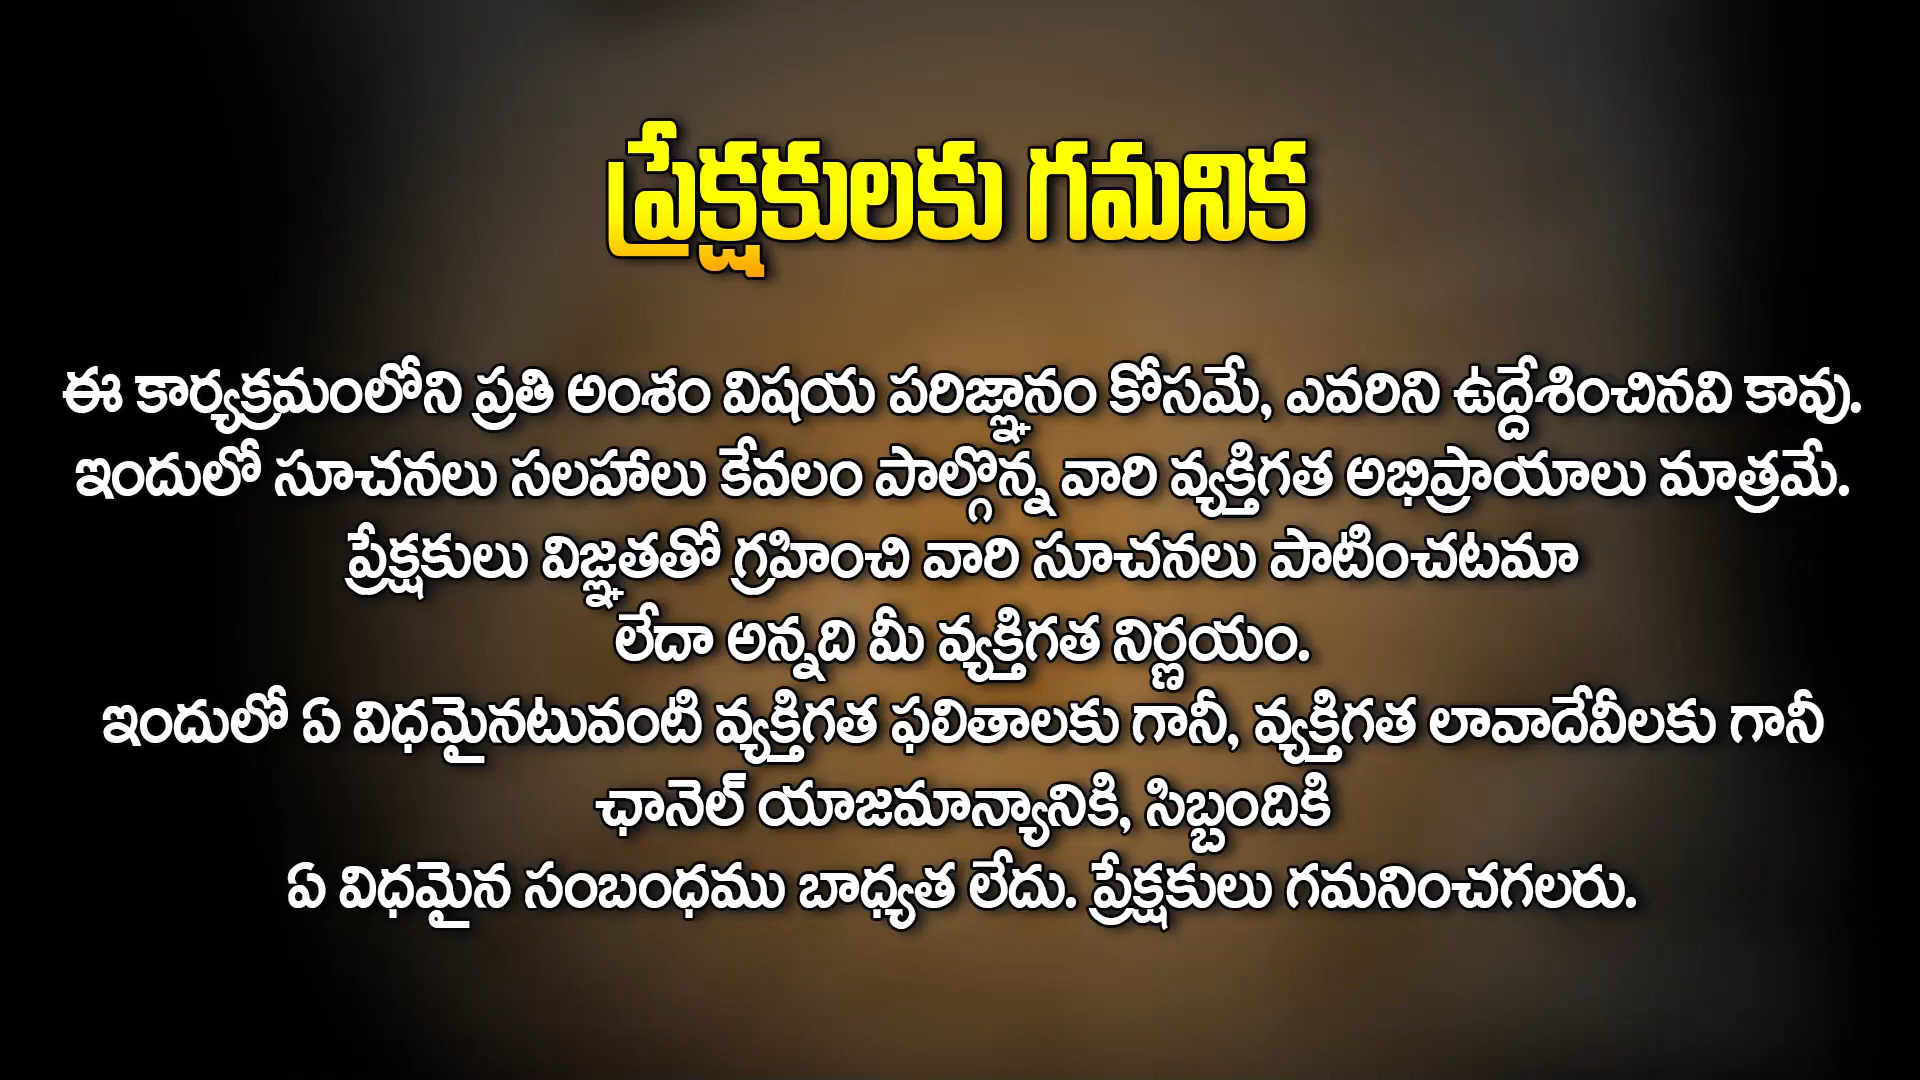 ప్రేక్షకులకు గమనిక
ఈ కార్యక్రమంలోని ప్రతి అంశం విషయ పరిజ్ఞానం కోసమే, ఎవరిని ఉద్దేశించినవి కావు.
ఇందులో సూచనలు సలహాలు కేవలం పాల్గొన్న వారి వ్యక్తిగత అభిప్రాయాలు మాత్రమే.
ప్రేక్షకులు విజ్ఞతతో గ్రహించి వారి సూచనలు పాటించటమా
లేదా అన్నది మీ వ్యక్తిగత నిర్ణయం.
ఇందులో ఏ విధమైనటువంటి వ్యక్తిగత ఫలితాలకు గానీ, వ్యక్తిగత లావాదేవీలకు గానీ
ఛానెల్ యాజమాన్యానికి, సిబ్బందికి
ఏ విధమైన సంబంధము బాధ్యత లేదు. ప్రేక్షకులు గమనించగలరు.